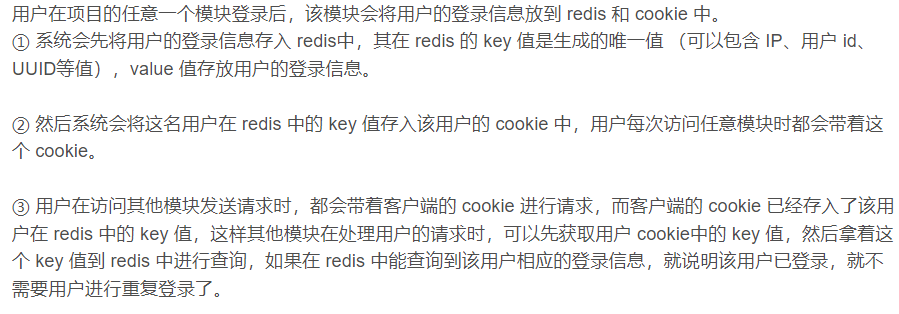 用户在项目的任意一个模块登录后，该模块会将用户的登录信息放到 redis 和 cookie 中。
① 系统会先将用户的登录信息存入 redis中，其在 redis 的 key 值是生成的唯一值 （可以包含 IP、用户 id、
UUID等值），value 值存放用户的登录信息。
② 然后系统会将这名用户在 redis 中的 key 值存入该用户的 cookie 中，用户每次访问任意模块时都会带着这
个 cookie。
③ 用户在访问其他模块发送请求时，都会带着客户端的 cookie 进行请求，而客户端的 cookie 已经存入了该用
户在 redis 中的 key 值，这样其他模块在处理用户的请求时，可以先获取用户 cookie中的 key 值，然后拿着这
个 key 值到 redis 中进行查询，如果在 redis 中能查询到该用户相应的登录信息，就说明该用户已登录，就不
需要用户进行重复登录了。